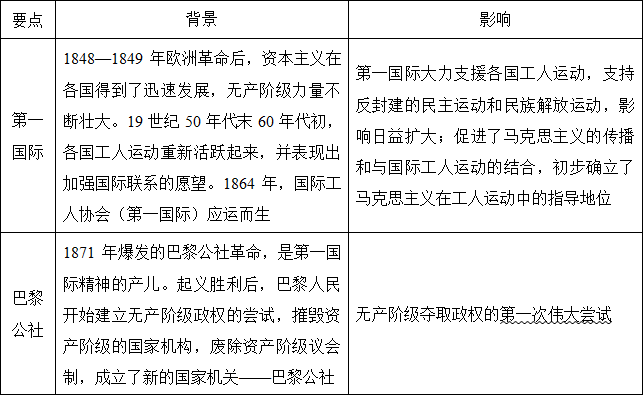 要点
背景
影响
第一
国际
1848—1849 年欧洲革命后，资本主义在
各国得到了迅速发展，无产阶级力量不
断壮大。19 世纪 50 年代末 60 年代初，
各国工人运动重新活跃起来，并表现出
加强国际联系的愿望。1864 年，国际工
人协会（第一国际）应运而生
第一国际大力支援各国工人运动，支持
反封建的民主运动和民族解放运动，影
响日益扩大；促进了马克思主义的传播
和与国际工人运动的结合，初步确立了
马克思主义在工人运动中的指导地位
巴黎
公社
1871 年爆发的巴黎公社革命，是第一国
际精神的产儿。起义胜利后，巴黎人民
开始建立无产阶级政权的尝试，摧毁资
产阶级的国家机构，废除资产阶级议会
制，成立了新的国家机关——巴黎公社
无产阶级夺取政权的第一次伟大尝试